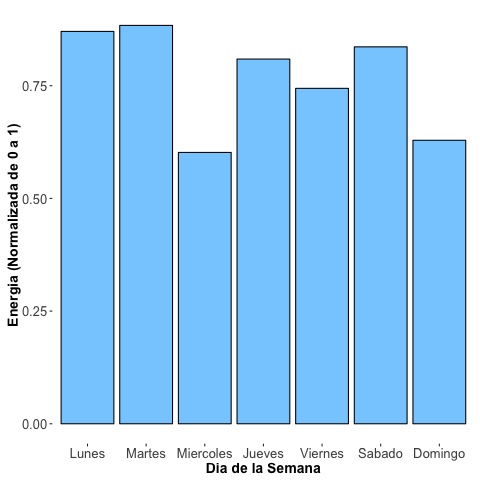 Energia (Normalizada de 0 a 1)
0.75
0.50
0.25
0.00
Lunes Martes Miercoles Jueves Viernes Sabado Domingo
Dia de la Semana